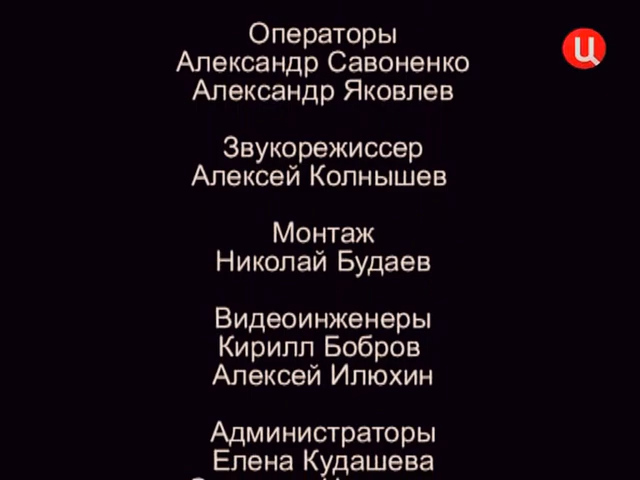 Операторы
Александр Савоненко
Александр Яковлев
Звукорежиссер
Алексей Колнышев
Монтаж
Николай Будаев
Видеоинженеры
Кирилл Бобров
Алексей Илюхин
Администраторы
Елена Кудашева
Ц